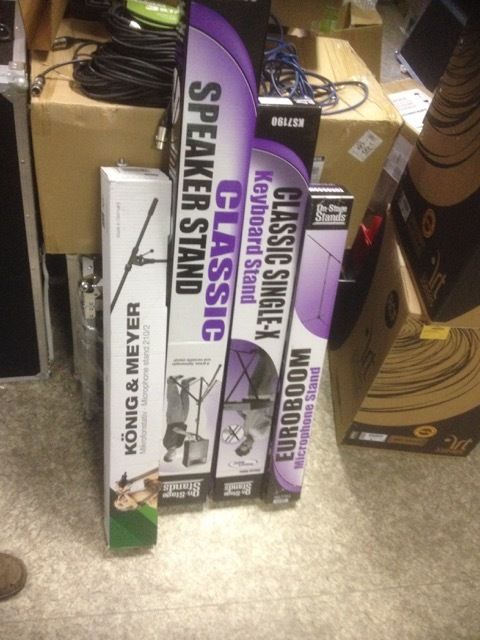 KÖNIG & MEYER
Mikrofonstativ · Microphone stand 210/2
SPEAKER STAND
CLASSIC
On-Stage
Stands
KS7190
CLASSIC SINGLE-X
Keyboard Stand
On-Stage
Stands
On-Stage
Stands
EUROBOOM
Microphone Stand
Art